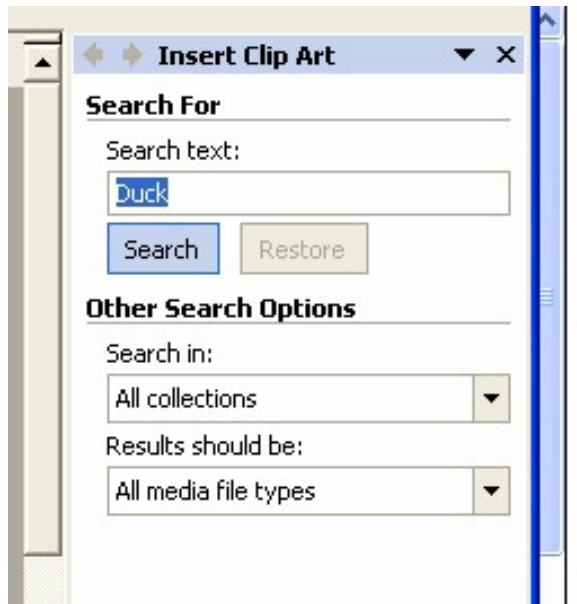 Insert Clip Art
Search For
Search text:
Duck
Search Restore
Other Search Options
Search in:
All collections
Results should be:
All media file types